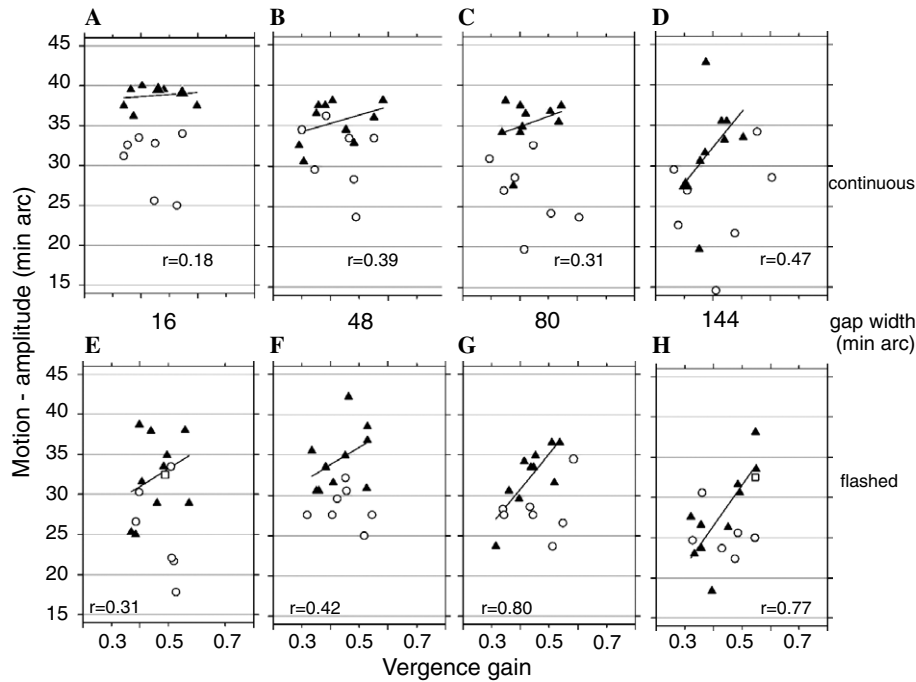 A B C D
45
40
35
30
25
20
15
r=0.18 r=0.39 r=0.31 r=0.47
continuous
16 48 80 144 gap width
(min arc)
Motion - amplitude (min arc)
E F G H
45
40
35
30
25
20
15
flashed
r=0.31 r=0.42 r=0.80 r=0.77
0.3 0.5 0.7 0.3 0.5 0.7 0.3 0.5 0.7 0.3 0.5 0.7
Vergence gain